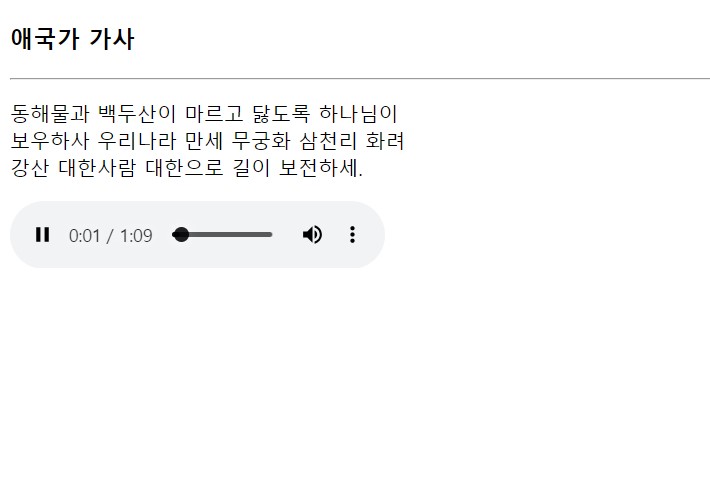 애국가 가사
동해물과 백두산이 마르고 닳도록 하나님이
보우하사 우리나라 만세 무궁화 삼천리 화려
강산 대한사람 대한으로 길이 보전하세.
0:01 / 1:09